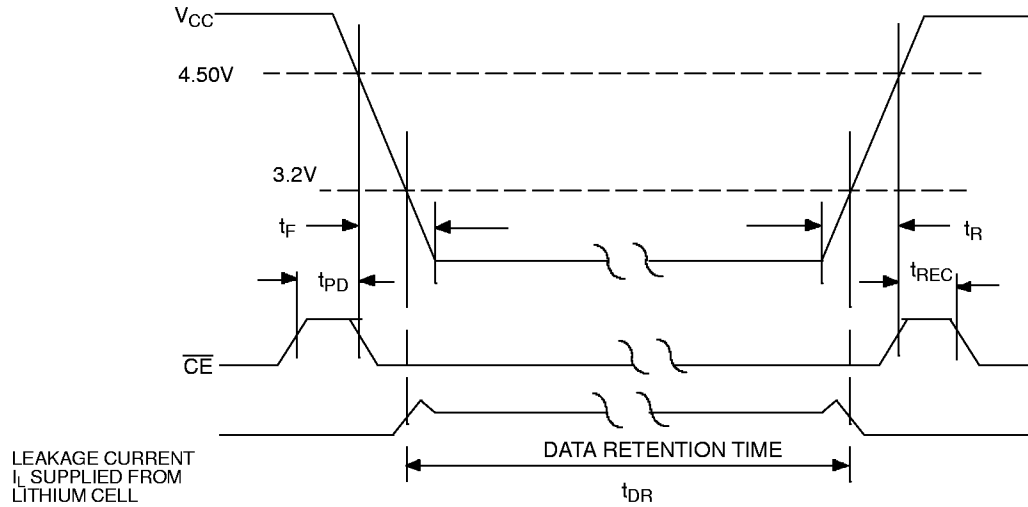 VCC
4.50V
3.2V
tF
tR
tPD
tREC
CE
LEAKAGE CURRENT
IL SUPPLIED FROM
LITHIUM CELL
DATA RETENTION TIME
tDR